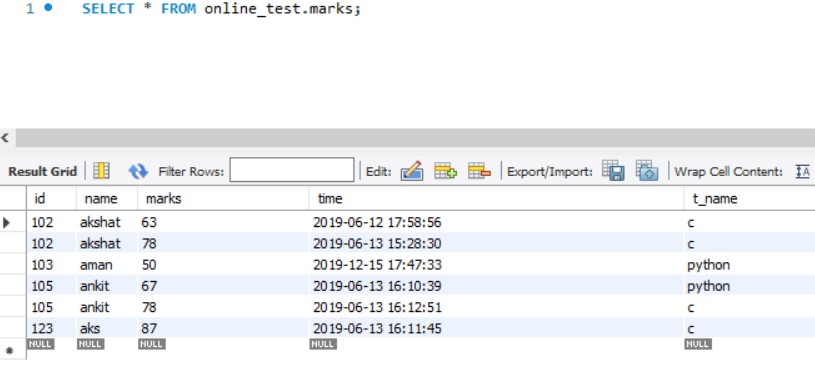 1 SELECT * FROM online_test.marks;
Result Grid Filter Rows: Edit: Export/Import: Wrap Cell Content: IA
id name marks time t_name
102 akshat 63 2019-06-12 17:58:56 c
102 akshat 78 2019-06-13 15:28:30 c
103 aman 50 2019-12-15 17:47:33 python
105 ankit 67 2019-06-13 16:10:39 python
105 ankit 78 2019-06-13 16:12:51 c
123 aks 87 2019-06-13 16:11:45 c
NULL NULL NULL NULL NULL